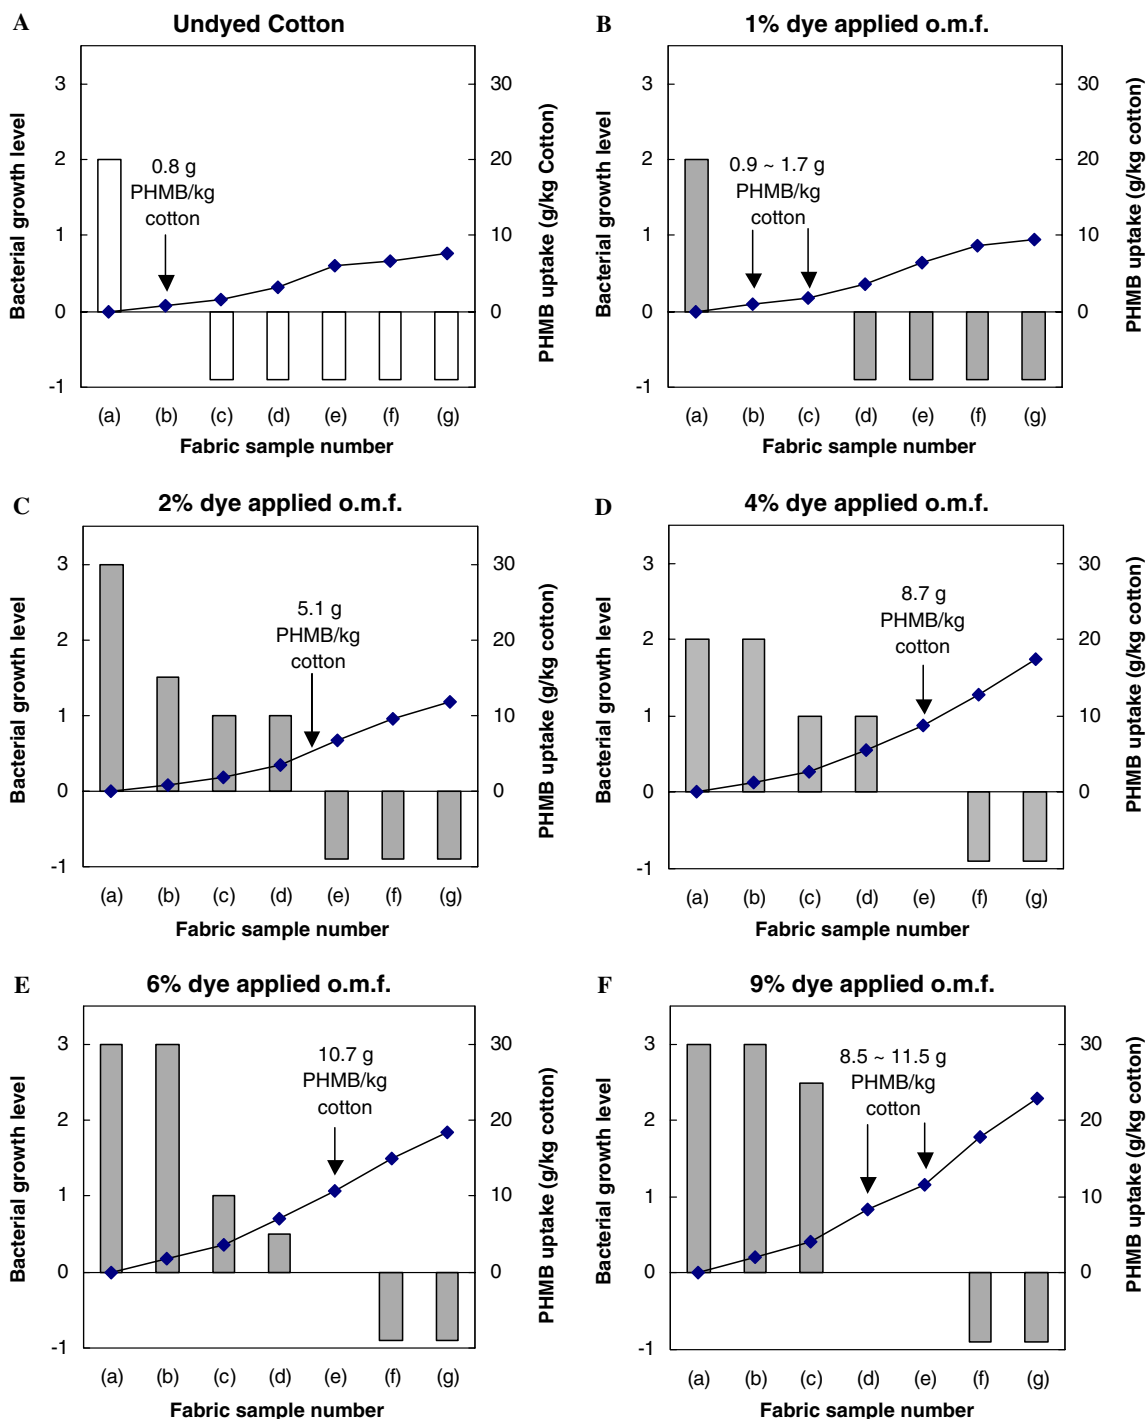 A
Undyed Cotton
Bacterial growth level
3
2
1
0
-1
0.8 g
PHMB/kg
cotton
30
20
10
0
PHMB uptake (g/kg Cotton)
(a) (b) (c) (d) (e) (f) (g)
Fabric sample number
B
1% dye applied o.m.f.
Bacterial growth level
3
2
1
0
-1
0.9 ~ 1.7 g
PHMB/kg
cotton
30
20
10
0
PHMB uptake (g/kg cotton)
(a) (b) (c) (d) (e) (f) (g)
Fabric sample number
C
2% dye applied o.m.f.
Bacterial growth level
3
2
1
0
-1
5.1 g
PHMB/kg
cotton
30
20
10
0
PHMB uptake (g/kg cotton)
(a) (b) (c) (d) (e) (f) (g)
Fabric sample number
D
4% dye applied o.m.f.
Bacterial growth level
3
2
1
0
-1
8.7 g
PHMB/kg
cotton
30
20
10
0
PHMB uptake (g/kg cotton)
(a) (b) (c) (d) (e) (f) (g)
Fabric sample number
E
6% dye applied o.m.f.
Bacterial growth level
3
2
1
0
-1
10.7 g
PHMB/kg
cotton
30
20
10
0
PHMB uptake (g/kg cotton)
(a) (b) (c) (d) (e) (f) (g)
Fabric sample number
F
9% dye applied o.m.f.
Bacterial growth level
3
2
1
0
-1
8.5 ~ 11.5 g
PHMB/kg
cotton
30
20
10
0
PHMB uptake (g/kg cotton)
(a) (b) (c) (d) (e) (f) (g)
Fabric sample number